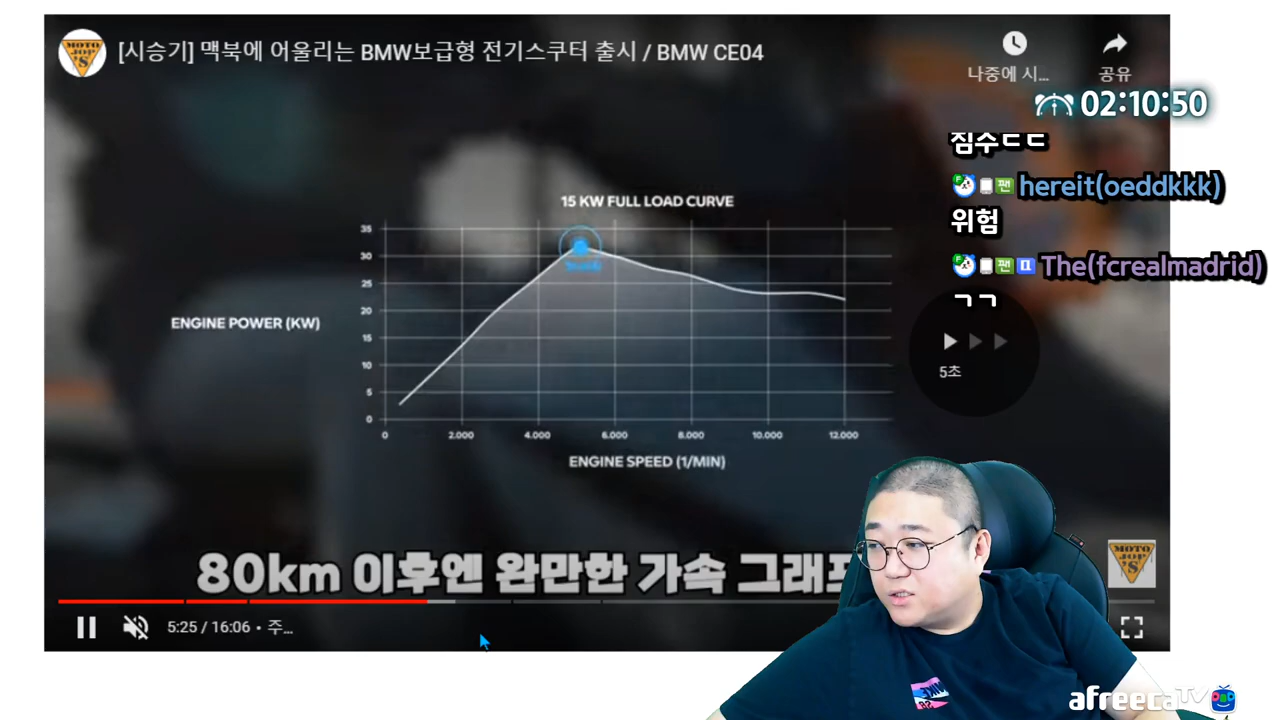 MOTO
JOP
'S
[시승기] 맥북에 어울리는 BMW보급형 전기스쿠터 출시 / BMW CE04
나중에 시...
공유
02:10:50
짐수ㄷㄷ
팬 hereit(oeddkkk)
위험
팬 The(fcrealmadrid)
ㄱㄱ
5초
15 KW FULL LOAD CURVE
35
30
25
20
15
10
5
0
ENGINE POWER (KW)
0 2.000 4.000 6.000 8.000 10.000 12.000
ENGINE SPEED (1/MIN)
80km 이후엔 완만한 가속 그래프
MOTO
JOP
'S
5:25 / 16:06 • 주...
afreecaTV